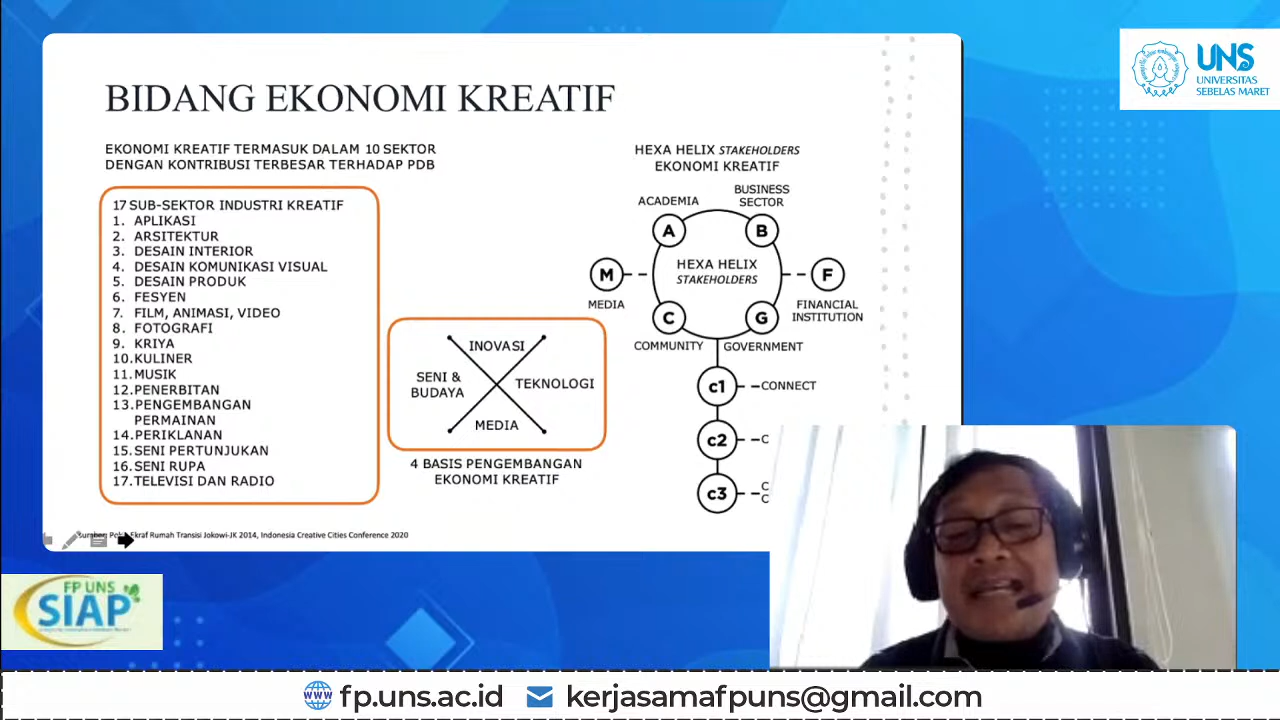 BIDANG EKONOMI KREATIF
EKONOMI KREATIF TERMASUK DALAM 10 SEKTOR
DENGAN KONTRIBUSI TERBESAR TERHADAP PDB
17 SUB-SEKTOR INDUSTRI KREATIF
1. APLIKASI
2. ARSITEKTUR
3. DESAIN INTERIOR
4. DESAIN KOMUNIKASI VISUAL
5. DESAIN PRODUK
6. FESYEN
7. FILM, ANIMASI, VIDEO
8. FOTOGRAFI
9. KRIYA
10. KULINER
11. MUSIK
12. PENERBITAN
13. PENGEMBANGAN
PERMAINAN
14. PERIKLANAN
15. SENI PERTUNJUKAN
16. SENI RUPA
17. TELEVISI DAN RADIO
INOVASI
SENI &
BUDAYA
TEKNOLOGI
MEDIA
4 BASIS PENGEMBANGAN
EKONOMI KREATIF
HEXA HELIX STAKEHOLDERS
EKONOMI KREATIF
ACADEMIA
BUSINESS
SECTOR
A
B
HEXA HELIX
STAKEHOLDERS
M
F
MEDIA
FINANCIAL
INSTITUTION
C
G
COMMUNITY
GOVERNMENT
c1
CONNECT
c2
C
c3
C
C
Ekraf Rumah Transisi Jokowi-JK 2014, Indonesia Creative Cities Conference 2020
UNS
UNIVERSITAS
SEBELAS MARET
FP UNS
SIAP
fp.uns.ac.id
kerjasamafpuns@gmail.com